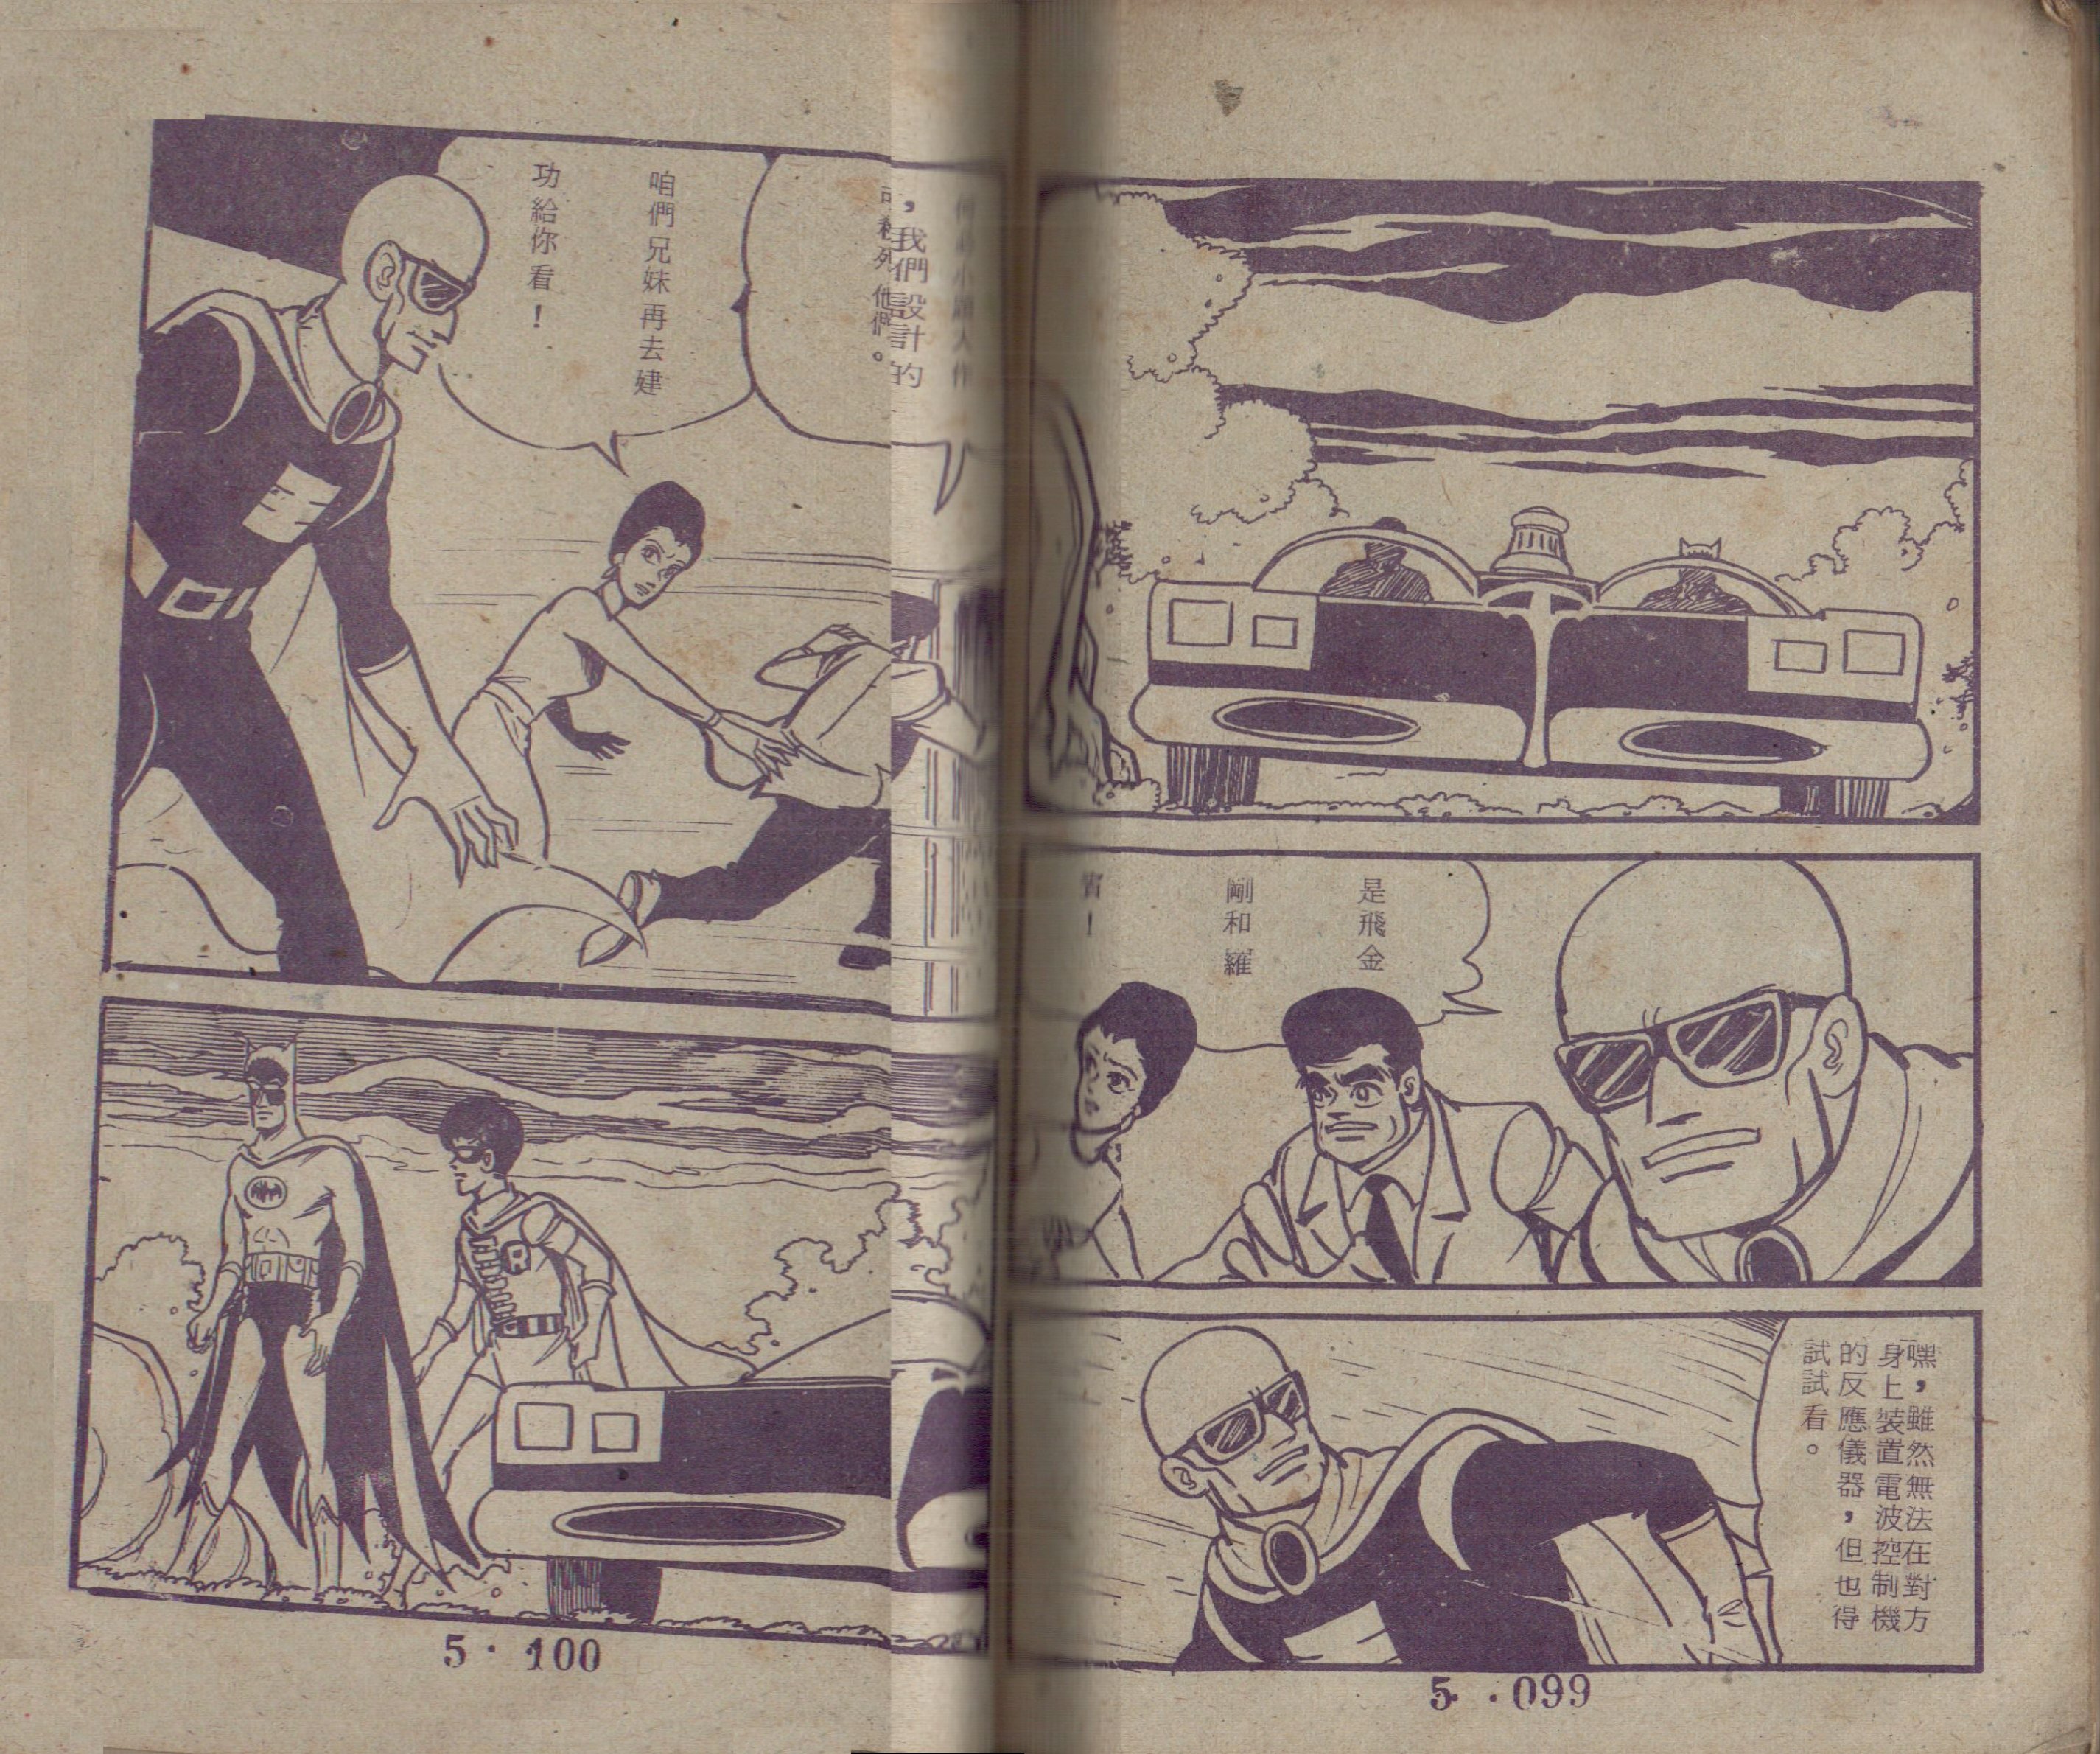 是飛金
剛和羅
賓！
嘿，雖然無法在對方
身上裝置電波控制機
的反應儀器，但也得
試試看。
5・099
，我們設計的
他們。
咱們兄妹再去建
功給你看！
R
5・100